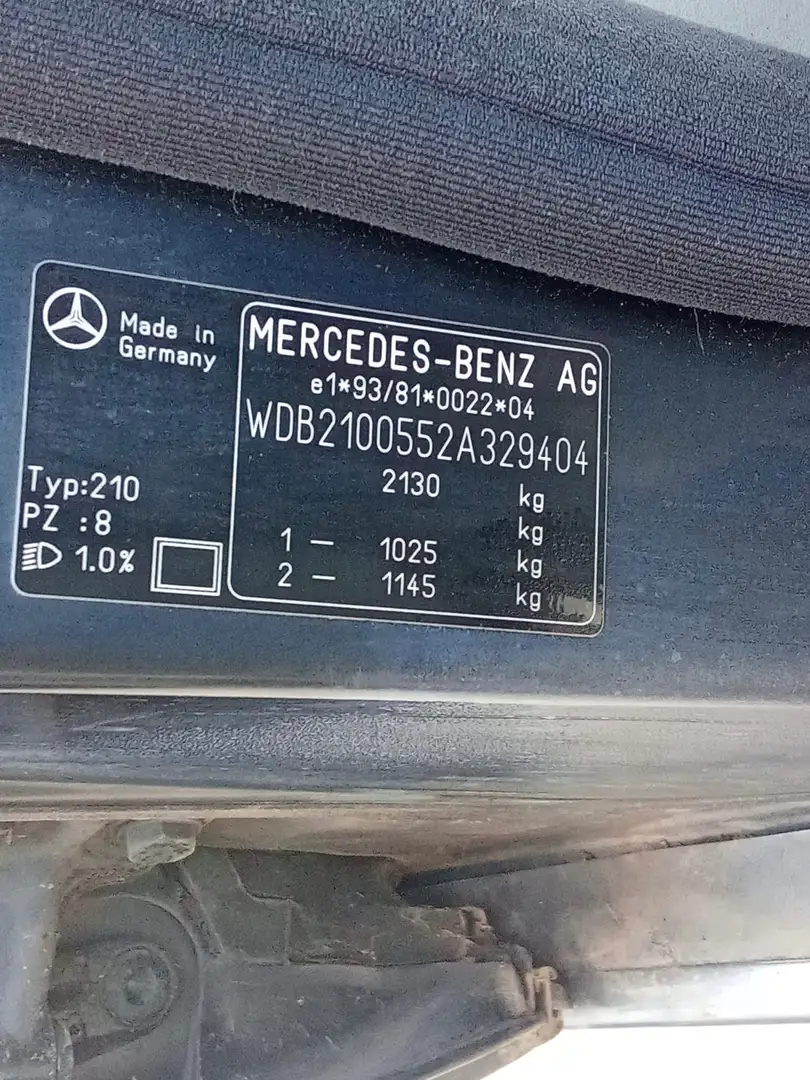 Made in
Germany
MERCEDES-BENZ AG
e1*93/81*0022*04
WDB2100552A329404
2130 kg
kg
1 - 1025 kg
2 - 1145 kg
Typ:210
PZ :8
1.0%